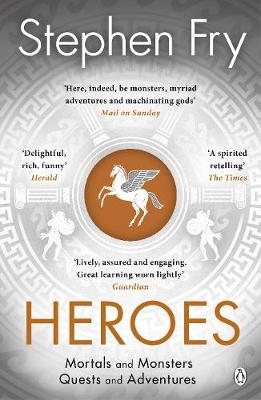 Stephen Fry
‘Here, indeed, be monsters, myriad
adventures and machinating gods’
Mail on Sunday
‘Delightful,
rich, funny’
Herald
‘A spirited
retelling’
The Times
‘Lively, assured and engaging.
Great learning worn lightly’
Guardian
HEROES
Mortals and Monsters
Quests and Adventures